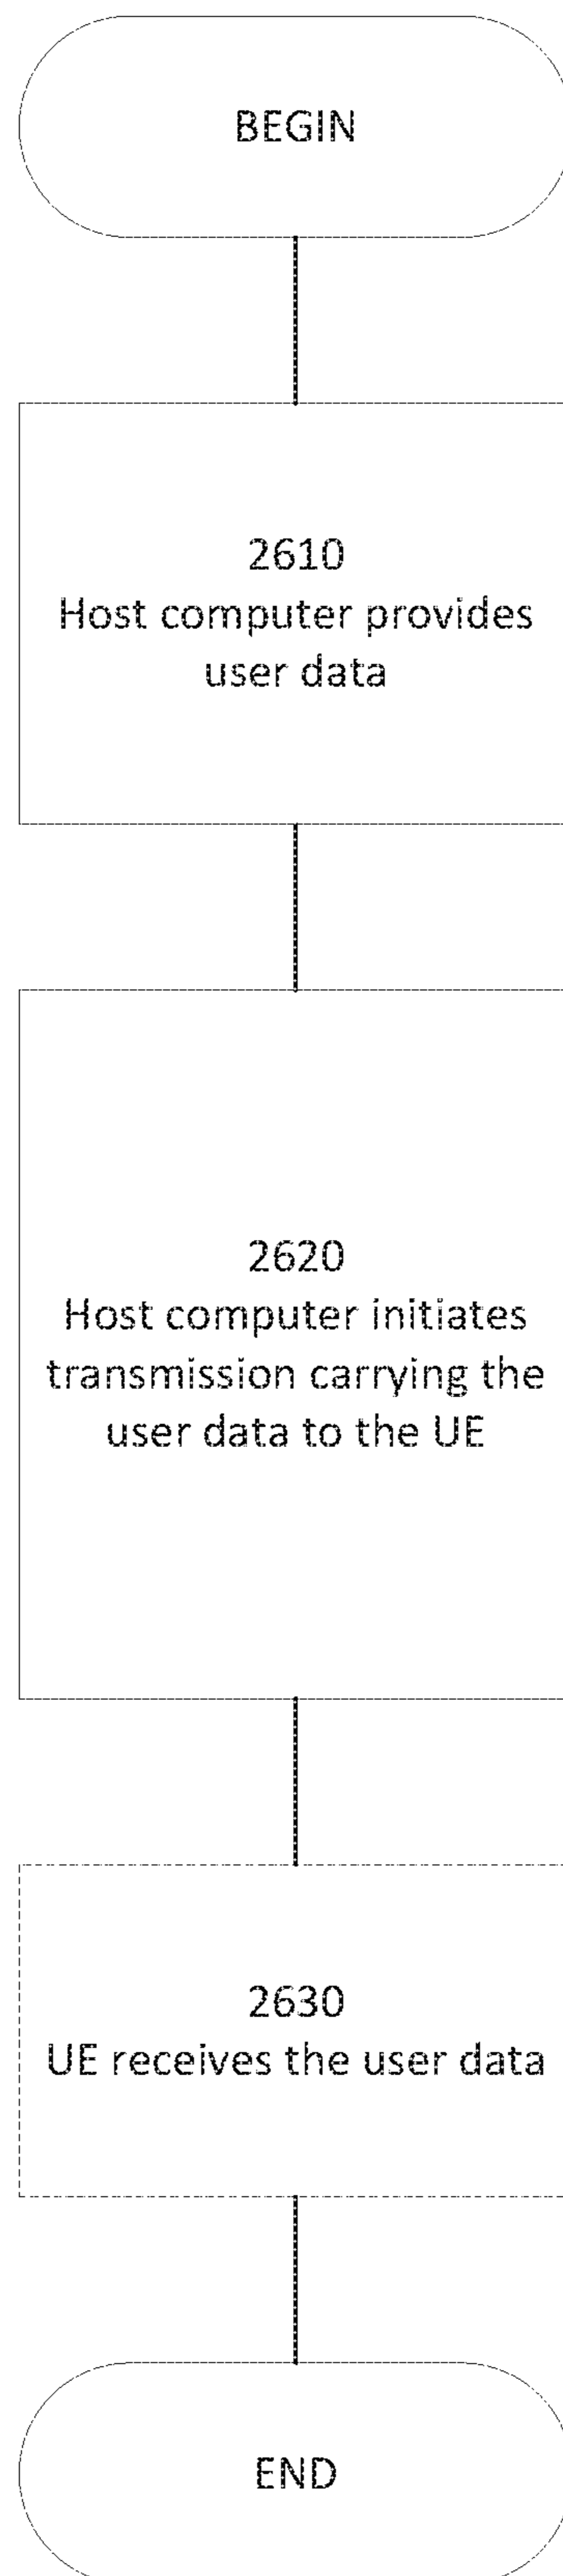 BEGIN
2610
Host computer provides
user data
2620
Host computer initiates
transmission carrying the
user data to the UE
2630
UE receives the user data
END